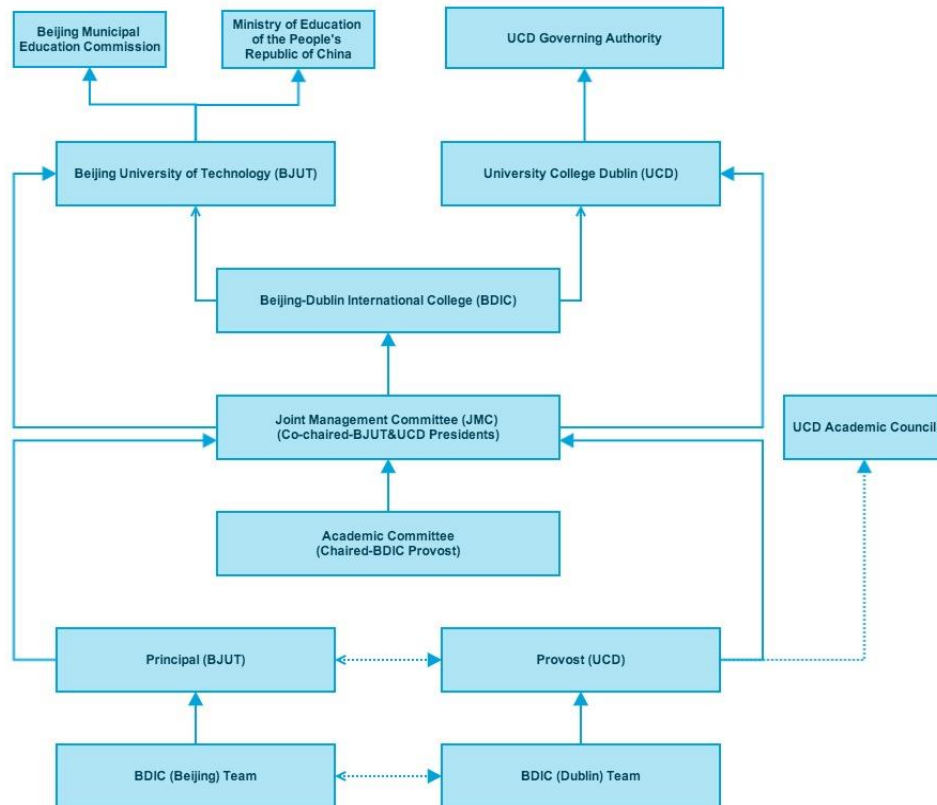 Beijing Municipal
Education Commission
Ministry of Education
of the People's
Republic of China
UCD Governing Authority
Beijing University of Technology (BJUT)
University College Dublin (UCD)
Beijing-Dublin International College (BDIC)
Joint Management Committee (JMC)
(Co-chaired-BJUT&UCD Presidents)
UCD Academic Council
Academic Committee
(Chaired-BDIC Provost)
Principal (BJUT)
Provost (UCD)
BDIC (Beijing) Team
BDIC (Dublin) Team